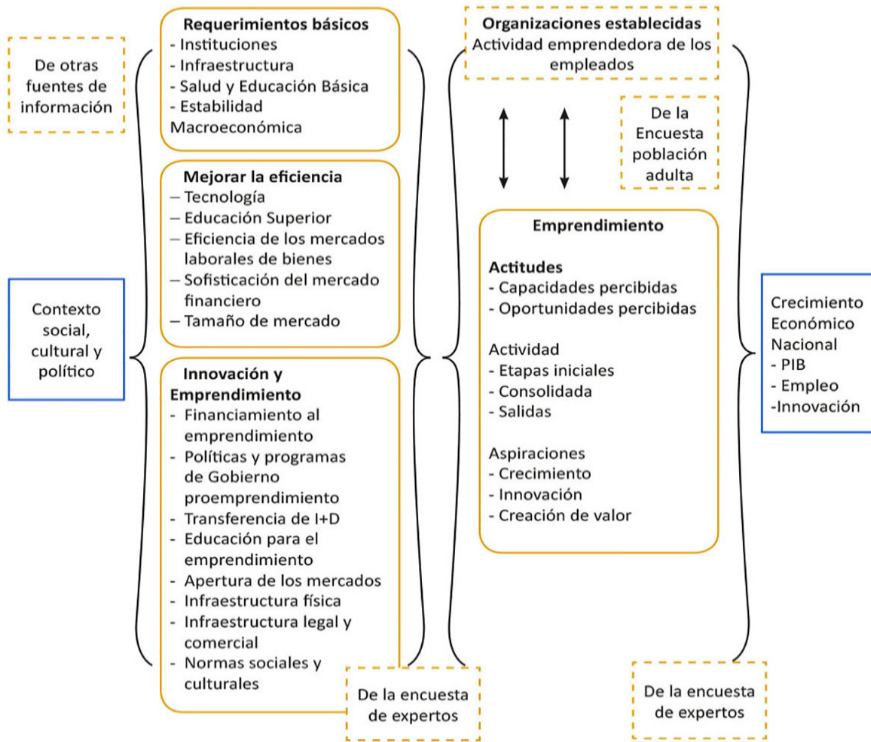 De otras
fuentes de
información
Requerimientos básicos
- Instituciones
- Infraestructura
- Salud y Educación Básica
- Estabilidad
Macroeconómica
Mejorar la eficiencia
– Tecnología
– Educación Superior
– Eficiencia de los mercados
laborales de bienes
– Sofisticación del mercado
financiero
– Tamaño de mercado
Contexto
social,
cultural y
político
Innovación y
Emprendimiento
- Financiamiento al
emprendimiento
- Políticas y programas
de Gobierno
proemprendimiento
- Transferencia de I+D
- Educación para el
emprendimiento
- Apertura de los mercados
- Infraestructura física
- Infraestructura legal y
comercial
- Normas sociales y
culturales
De la encuesta
de expertos
Organizaciones establecidas
Actividad emprendedora de los
empleados
De la
Encuesta
población
adulta
Emprendimiento
Actitudes
- Capacidades percibidas
- Oportunidades percibidas
Actividad
- Etapas iniciales
- Consolidada
- Salidas
Aspiraciones
- Crecimiento
- Innovación
- Creación de valor
Crecimiento
Económico
Nacional
- PIB
- Empleo
-Innovación
De la encuesta
de expertos